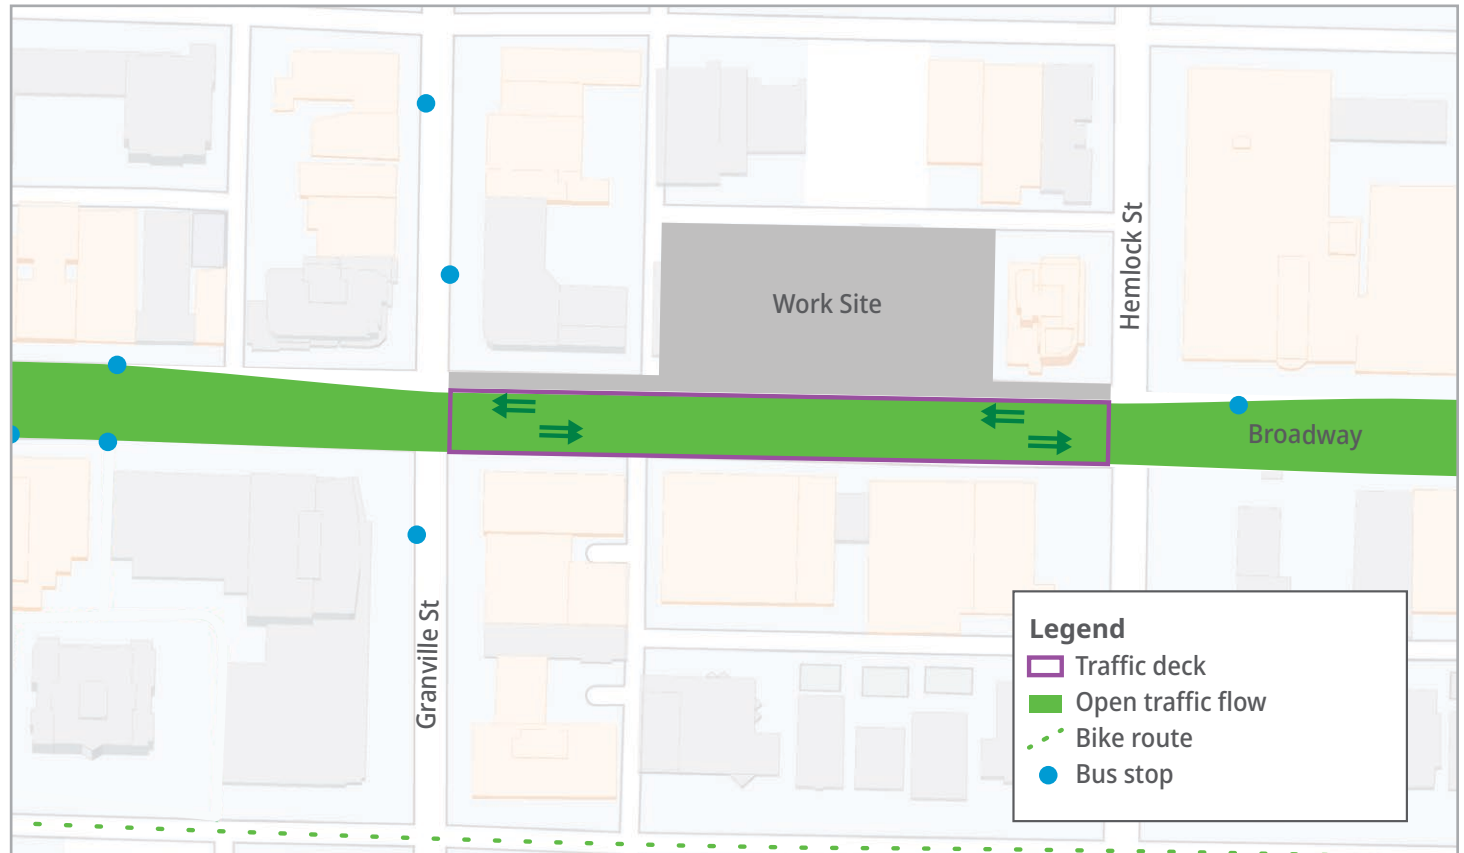 Work Site
Hemlock St
Broadway
Granville St
Legend
Traffic deck
Open traffic flow
Bike route
Bus stop